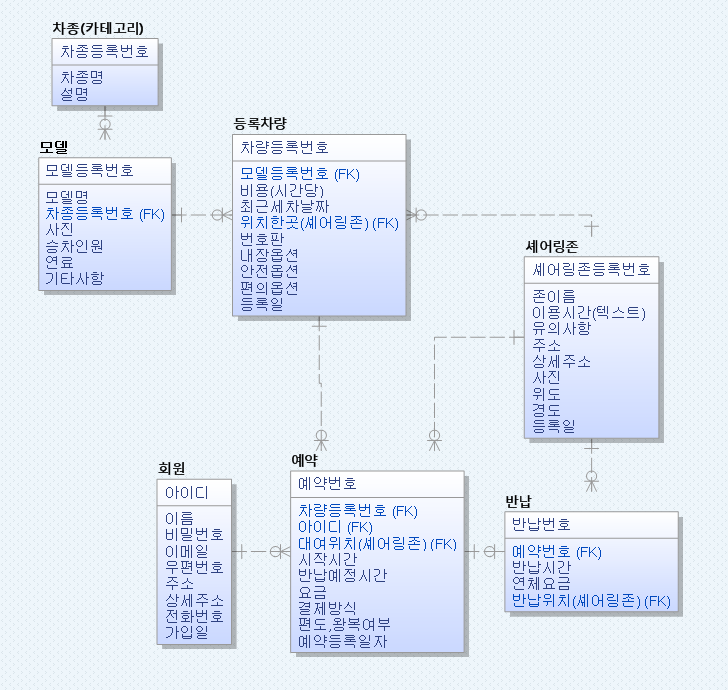 차종(카테고리)
차종등록번호
차종명
설명
모델
모델등록번호
모델명
차종등록번호 (FK)
사진
승차인원
연료
기타사항
등록차량
차량등록번호
모델등록번호 (FK)
비용(시간당)
최근세차날짜
위치한곳(셰어링존) (FK)
번호판
내장옵션
안전옵션
편의옵션
등록일
셰어링존
셰어링존등록번호
존이름
이용시간(텍스트)
유의사항
주소
상세주소
사진
위도
경도
등록일
회원
아이디
이름
비밀번호
이메일
우편번호
주소
상세주소
전화번호
가입일
예약
예약번호
차량등록번호 (FK)
아이디 (FK)
대여위치(셰어링존) (FK)
시작시간
반납예정시간
요금
결제방식
편도,왕복여부
예약등록일자
반납
반납번호
예약번호 (FK)
반납시간
연체요금
반납위치(셰어링존) (FK)